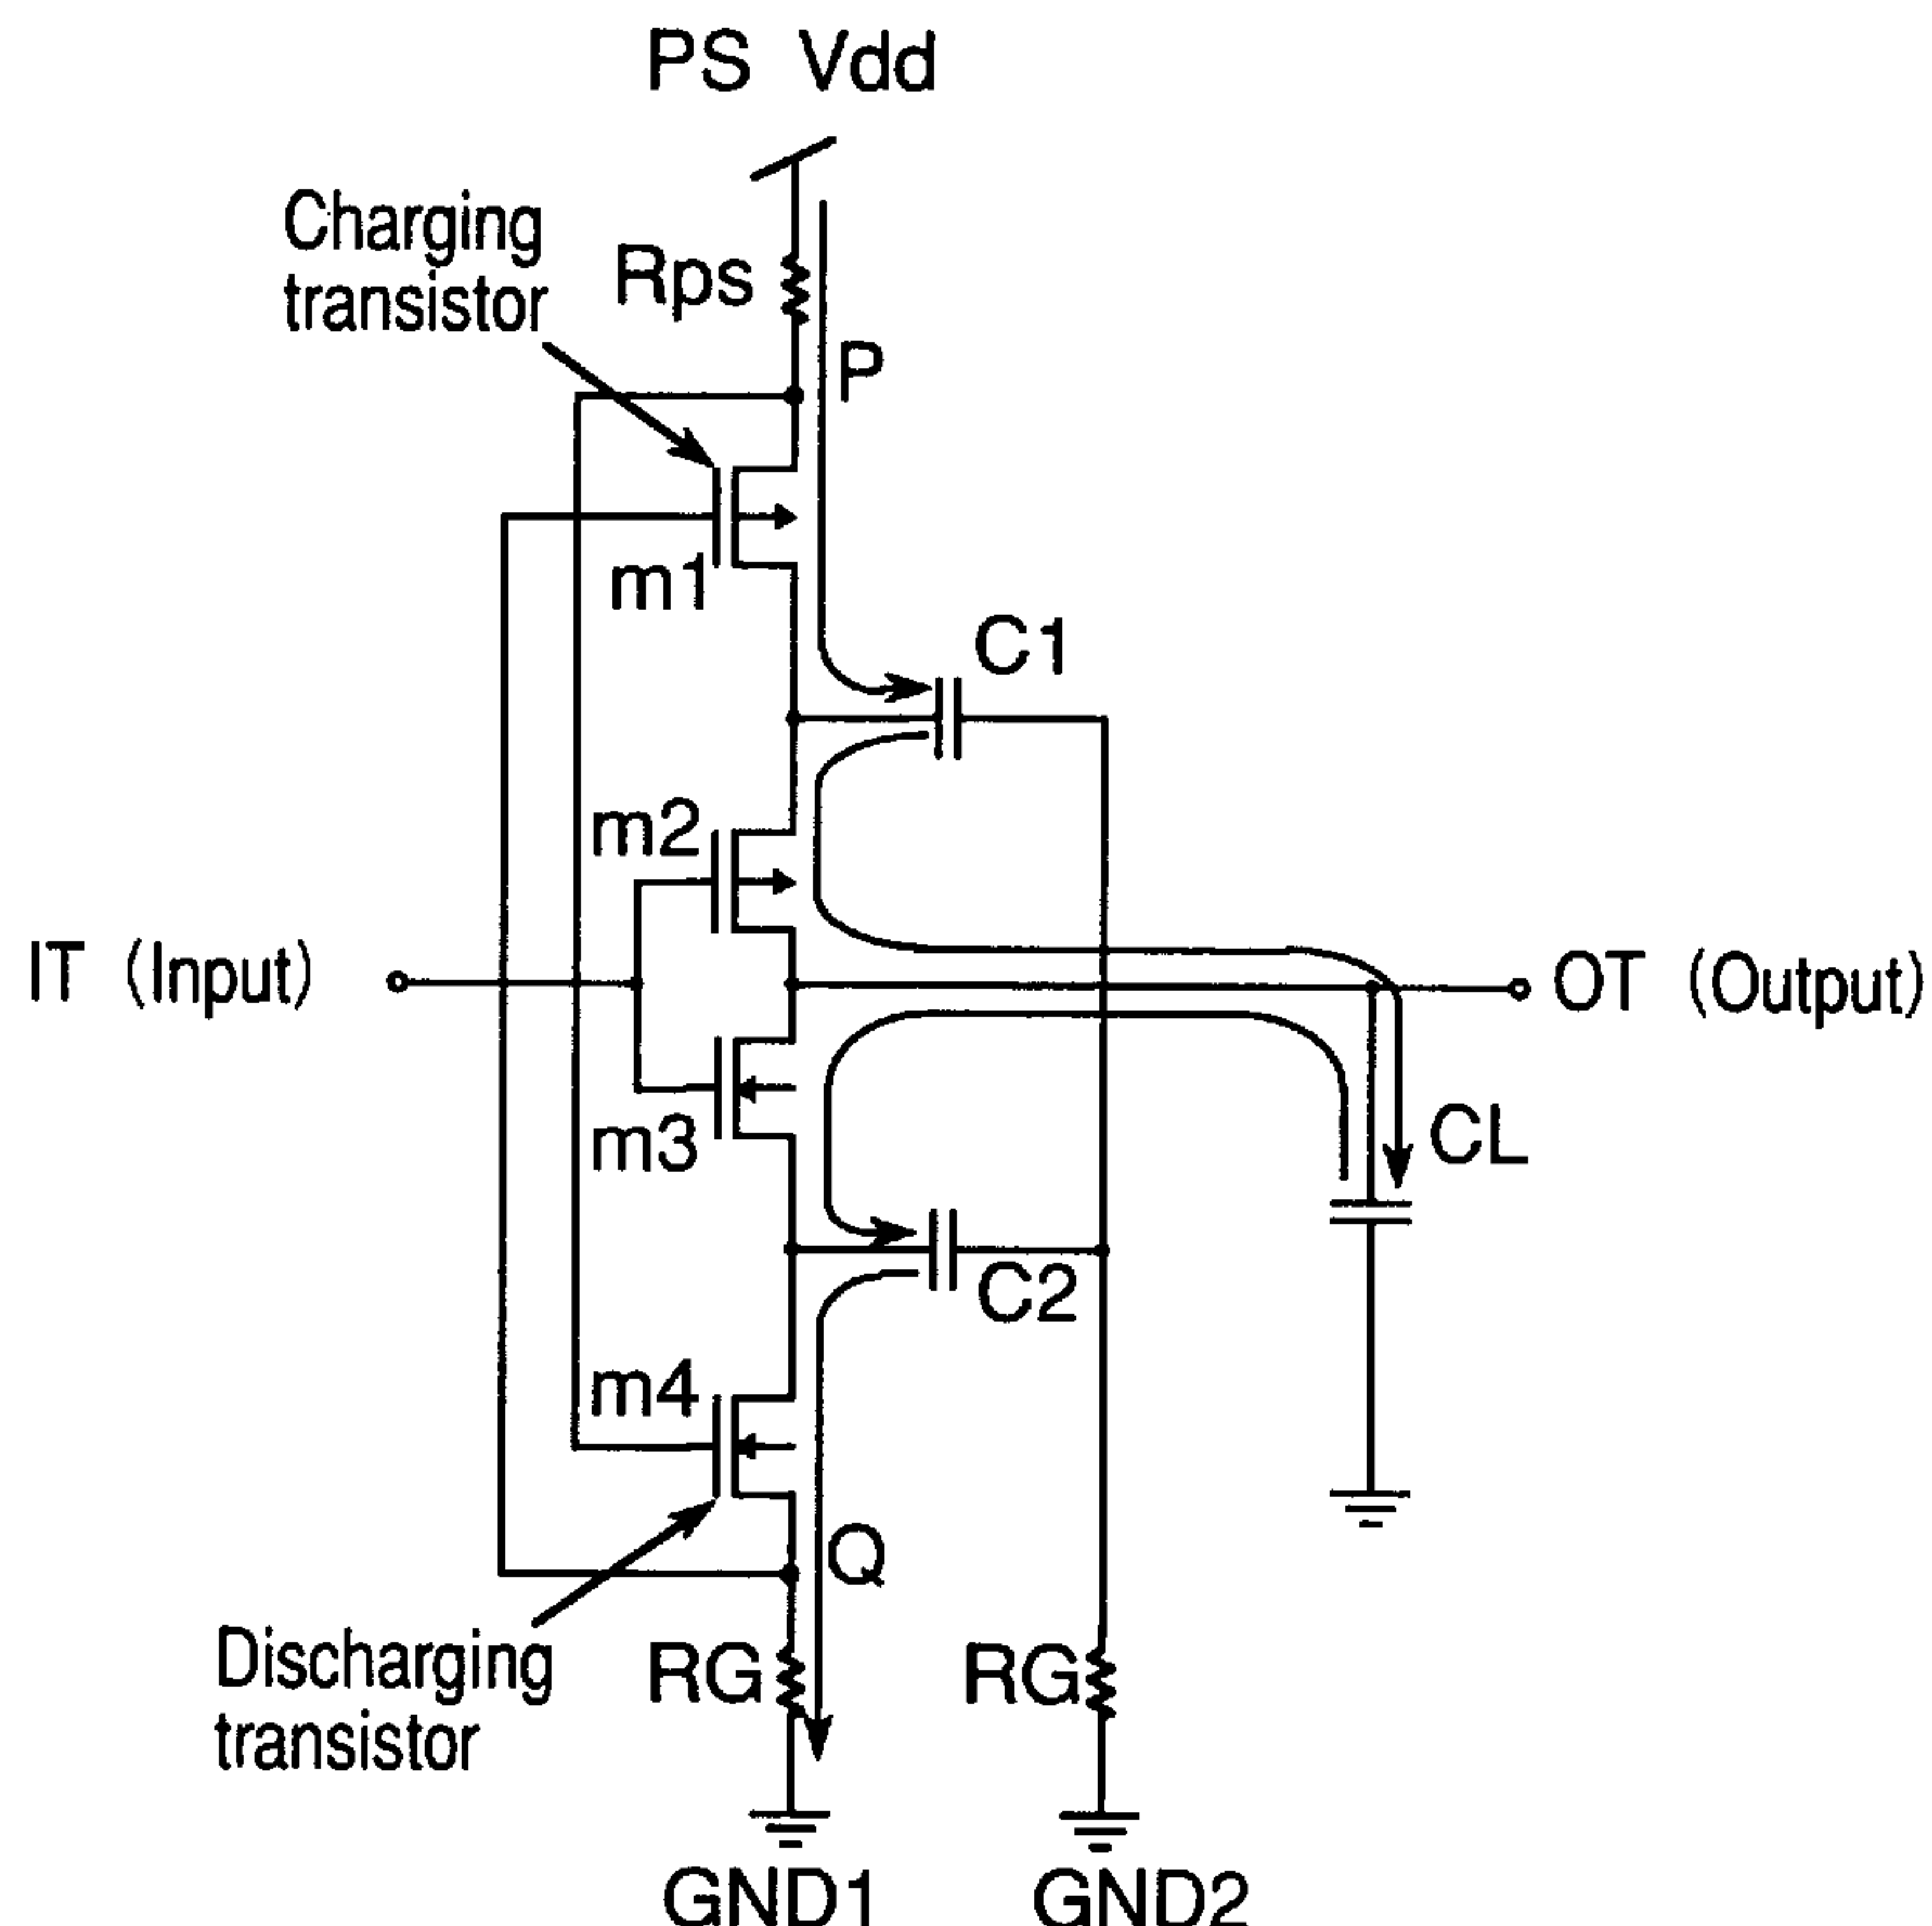 PS Vdd
Charging
transistor
Rps
P
m1
C1
m2
IT (Input)
OT (Output)
m3
CL
C2
m4
Q
Discharging
transistor
RG
RG
GND1
GND2